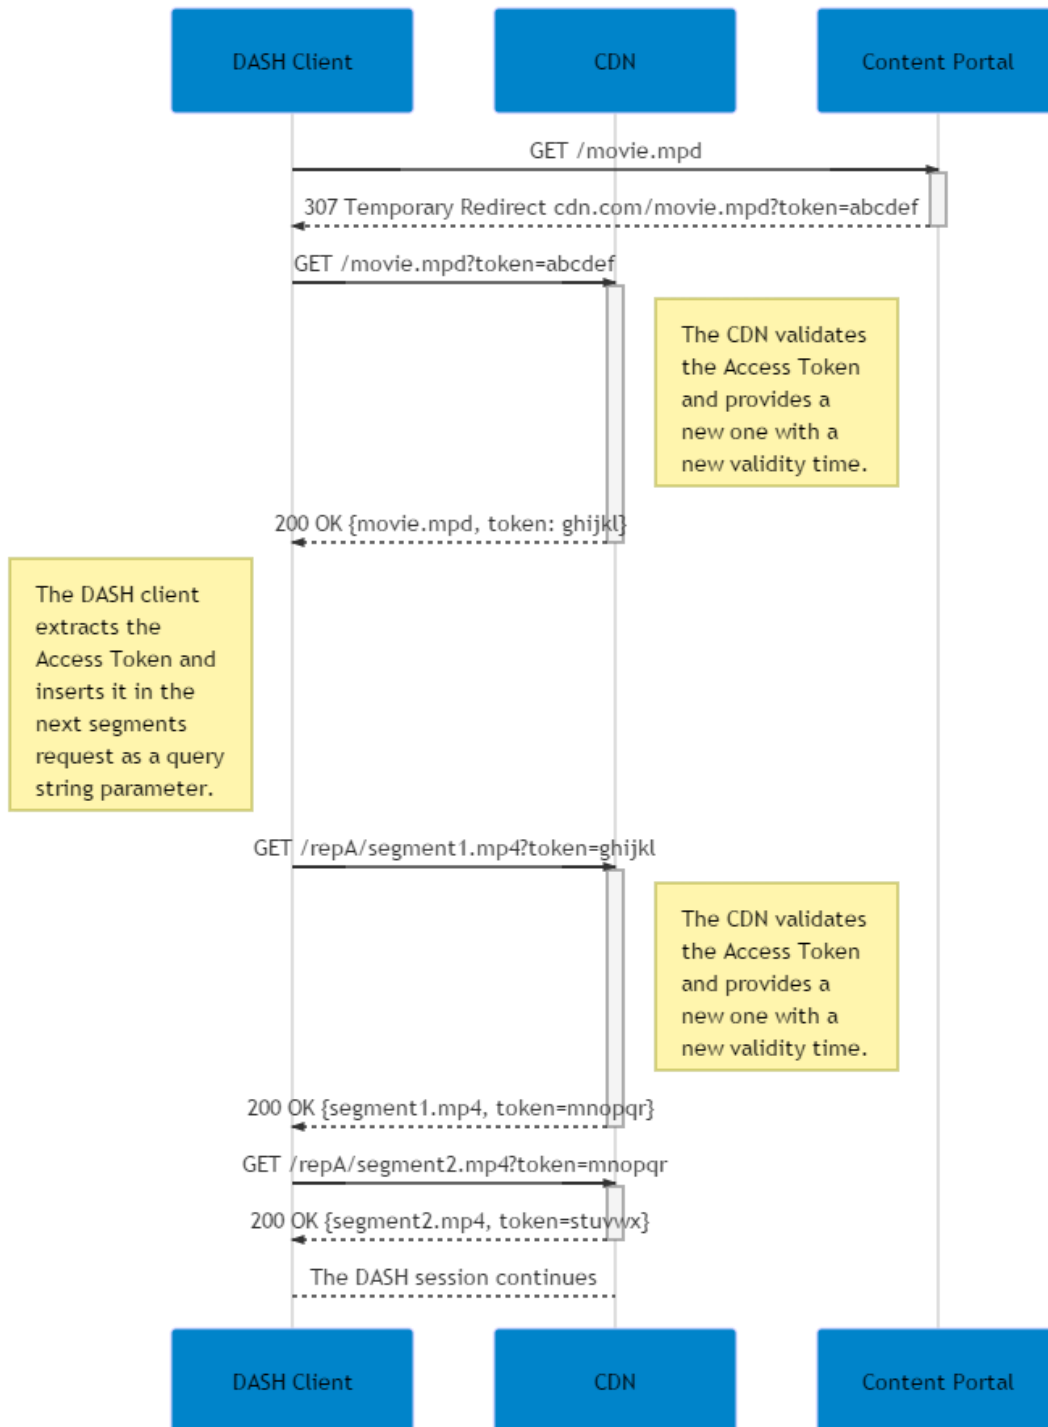 DASH Client
CDN
Content Portal
GET /movie.mpd
307 Temporary Redirect cdn.com/movie.mpd?token=abcdef
GET /movie.mpd?token=abcdef
The CDN validates
the Access Token
and provides a
new one with a
new validity time.
200 OK {movie.mpd, token: ghijkl}
The DASH client
extracts the
Access Token and
inserts it in the
next segments
request as a query
string parameter.
GET /repA/segment1.mp4?token=ghijkl
The CDN validates
the Access Token
and provides a
new one with a
new validity time.
200 OK {segment1.mp4, token=mnopqr}
GET /repA/segment2.mp4?token=mnopqr
200 OK {segment2.mp4, token=stuvwx}
The DASH session continues
DASH Client
CDN
Content Portal